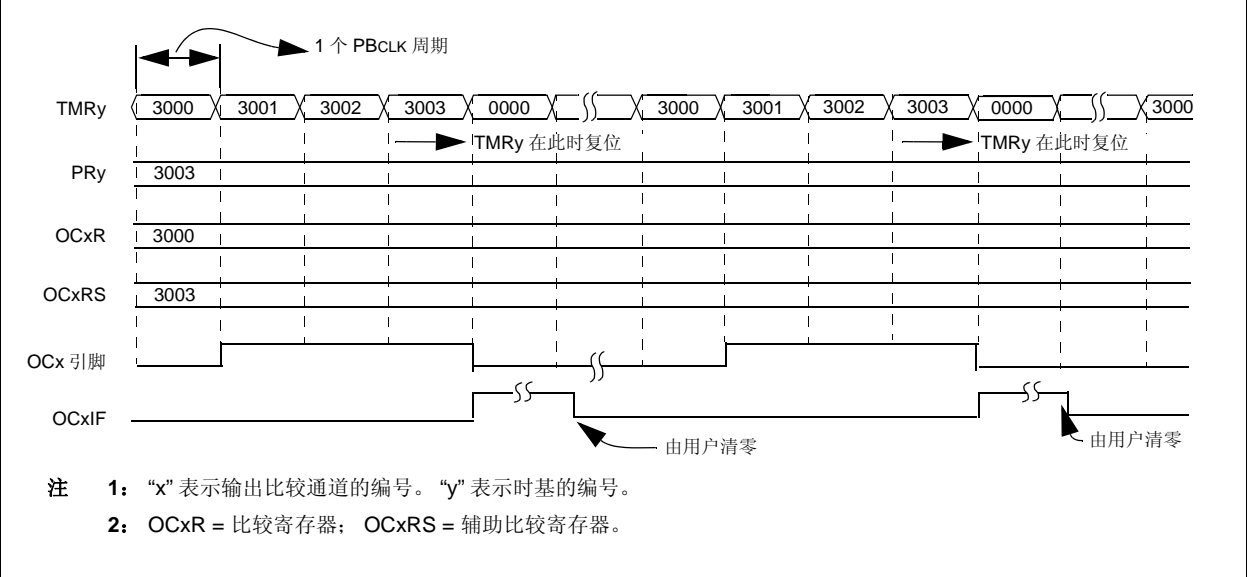 1 个 PBCLK 周期
TMRy 3000 3001 3002 3003 0000 3000 3001 3002 3003 0000 3000
TMRy 在此时复位 TMRy 在此时复位
PRy 3003
OCxR 3000
OCxRS 3003
OCx 引脚
OCxIF
由用户清零 由用户清零
注 1： “x” 表示输出比较通道的编号。 “y” 表示时基的编号。
2： OCxR = 比较寄存器； OCxRS = 辅助比较寄存器。